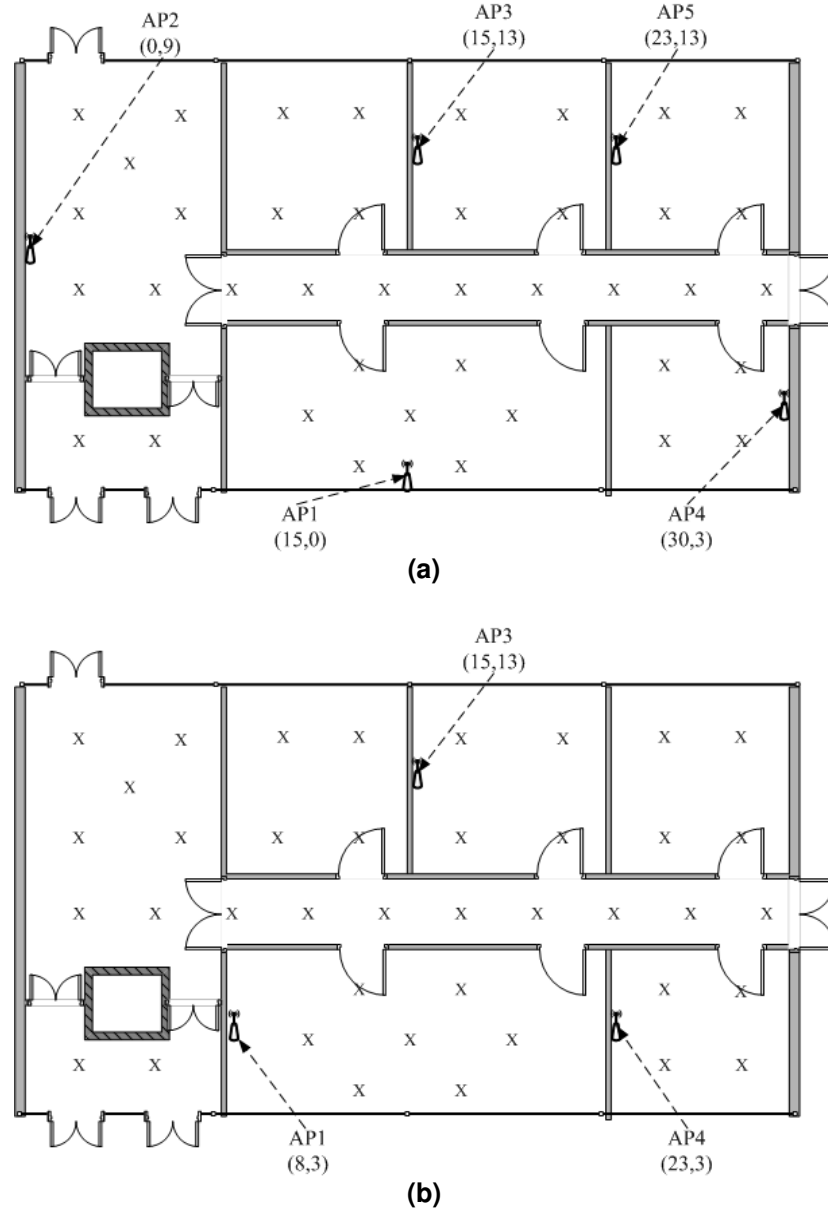 AP2
(0,9)
AP3
(15,13)
AP5
(23,13)
X X X X X X X X
X
X X X X X X X X
X X X X X X X X X X
X X X X
X X X
X X X X
X X
AP1
(15,0)
AP4
(30,3)
(a)
AP3
(15,13)
X X X X X X X X
X
X X X X X X X X
X X X X X X X X X X
X X X X
X X X
X X X X
X X
AP1
(8,3)
AP4
(23,3)
(b)